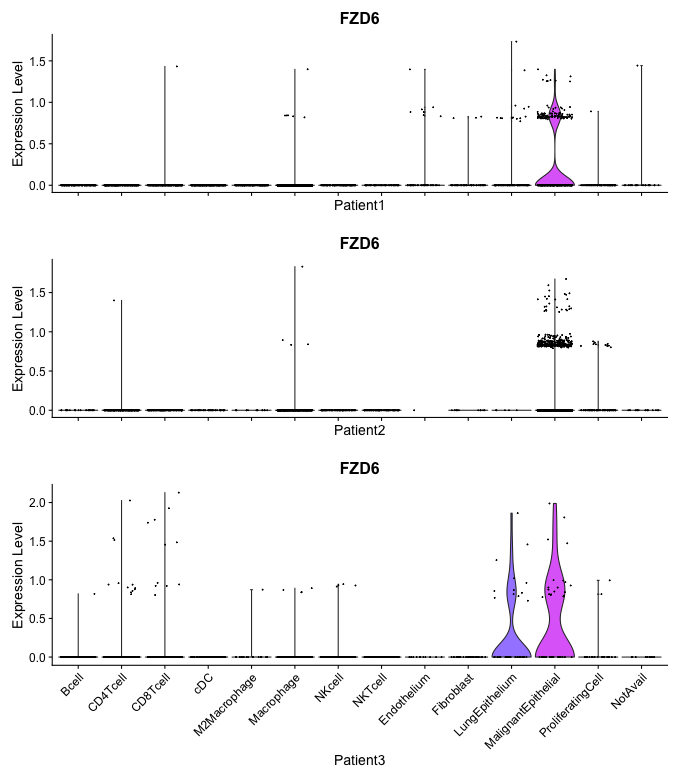 FZD6
Expression Level
1.5
1.0
0.5
0.0
Patient1
FZD6
Expression Level
1.5
1.0
0.5
0.0
Patient2
FZD6
Expression Level
2.0
1.5
1.0
0.5
0.0
Bcell
CD4Tcell
CD8Tcell
cDC
M2Macrophage
Macrophage
NKcell
NKTcell
Endothelium
Fibroblast
LungEpithelium
MalignantEpithelial
ProliferatingCell
NotAvail
Patient3